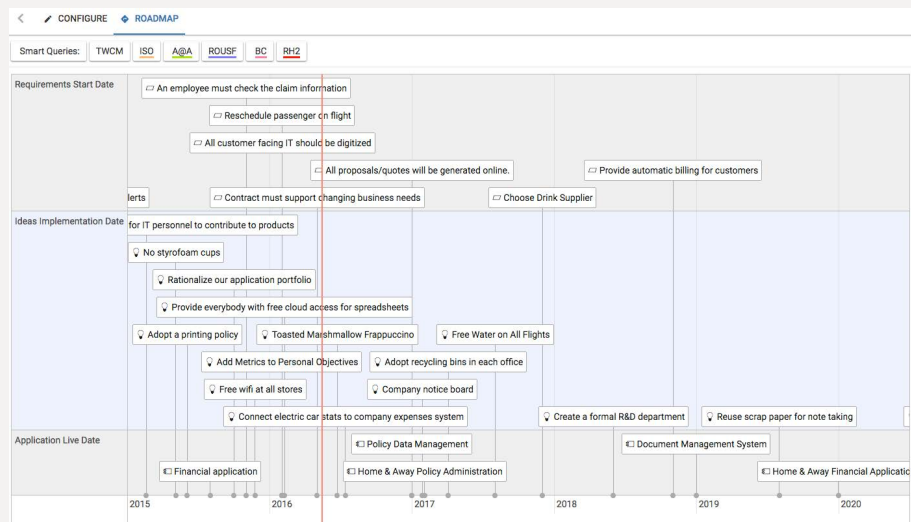 CONFIGURE
ROADMAP
Smart Queries:
TWCM
ISO
A@A
ROUSF
BC
RH2
Requirements Start Date
An employee must check the claim information
Reschedule passenger on flight
All customer facing IT should be digitized
All proposals/quotes will be generated online.
Provide automatic billing for customers
lerts
Contract must support changing business needs
Choose Drink Supplier
Ideas Implementation Date
for IT personnel to contribute to products
No styrofoam cups
Rationalize our application portfolio
Provide everybody with free cloud access for spreadsheets
Adopt a printing policy
Toasted Marshmallow Frappuccino
Free Water on All Flights
Add Metrics to Personal Objectives
Adopt recycling bins in each office
Free wifi at all stores
Company notice board
Connect electric car stats to company expenses system
Create a formal R&D department
Reuse scrap paper for note taking
Application Live Date
Policy Data Management
Document Management System
Financial application
Home & Away Policy Administration
Home & Away Financial Applicatic
2015
2016
2017
2018
2019
2020